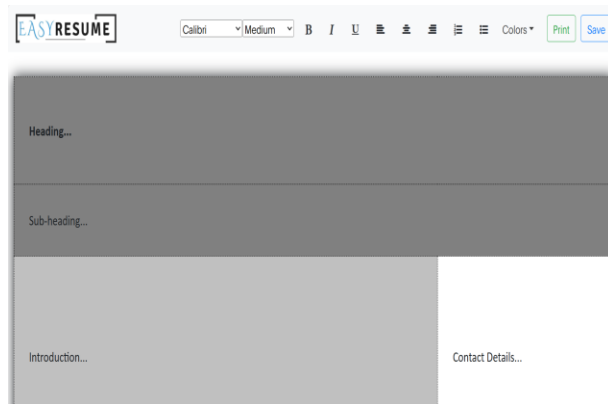 EASYRESUME Calibri Medium B I U Colors Print Save
Heading...
Sub-heading...
Introduction... Contact Details...